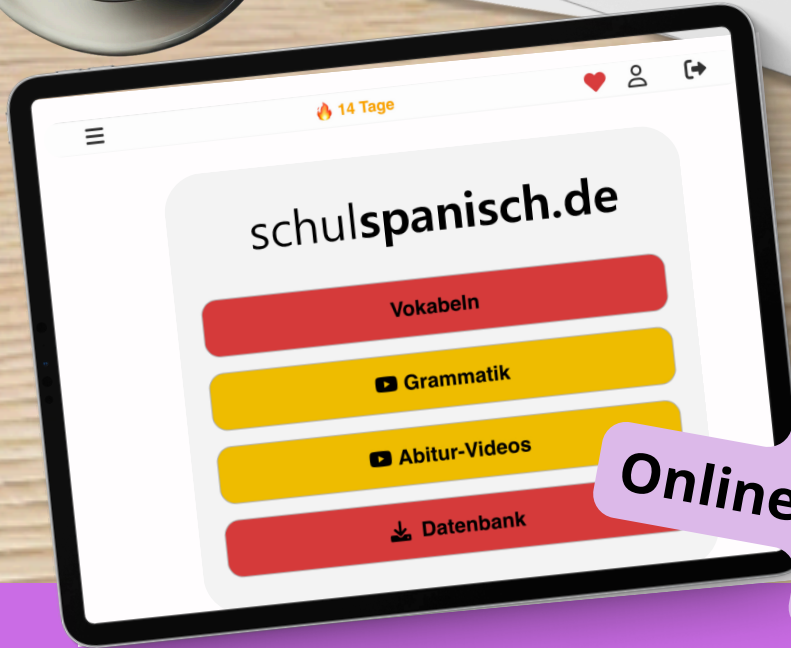 14 Tage
schulspanisch.de
Vokabeln
Grammatik
Abitur-Videos
Datenbank
Online